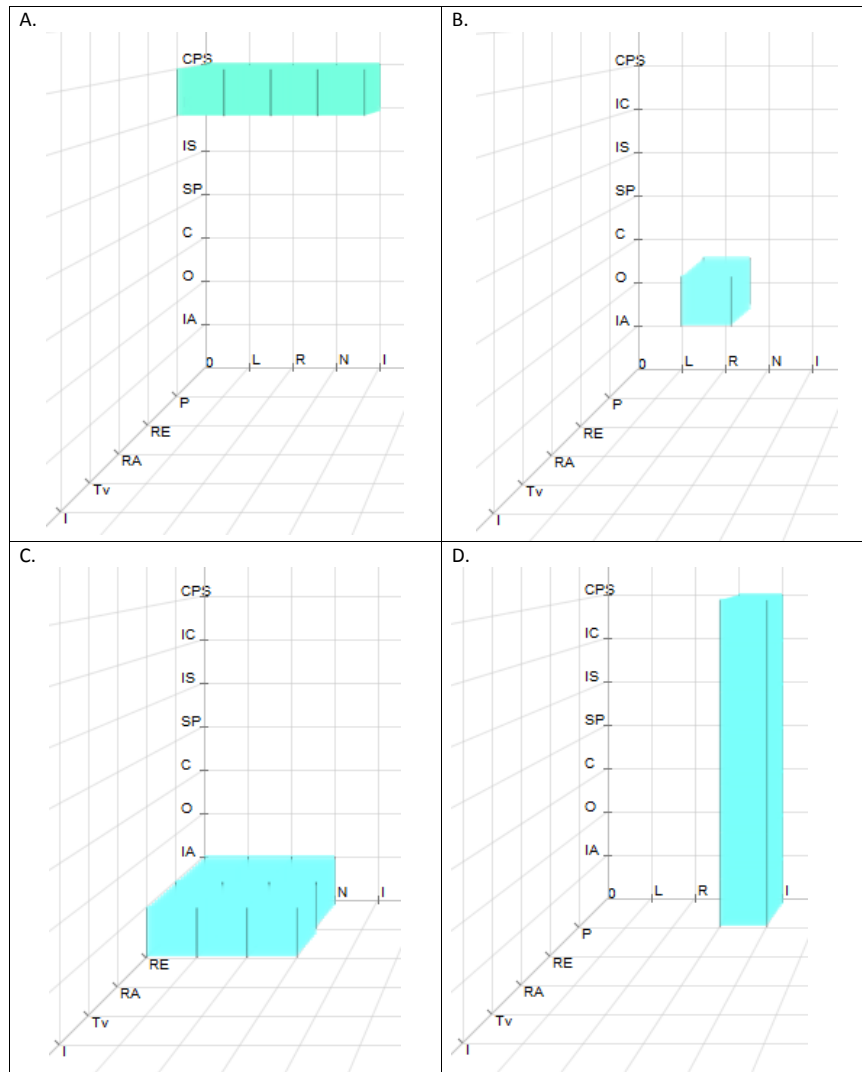 A.
CPS
IS
SP
C
O
IA
0 L R N I
P
RE
RA
Tv
I
B.
CPS
IC
IS
SP
C
O
IA
0 L R N I
P
RE
RA
Tv
I
C.
CPS
IC
IS
SP
C
O
IA
N I
RE
RA
Tv
I
D.
CPS
IC
IS
SP
C
O
IA
0 L R I
P
RE
RA
Tv
I